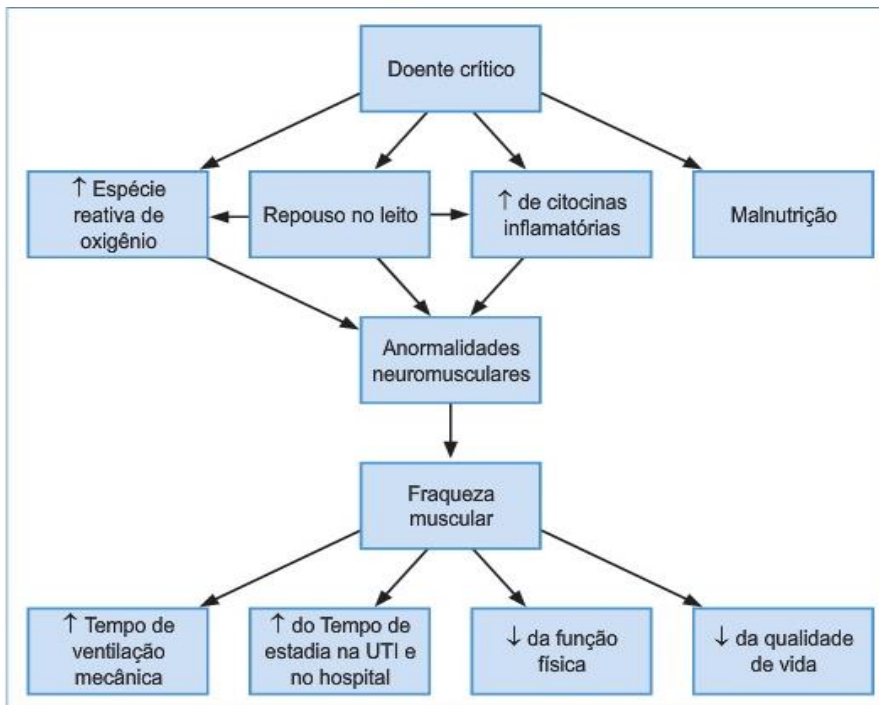 Doente crítico
↑ Espécie
reativa de
oxigênio
Repouso no leito
↑ de citocinas
inflamatórias
Malnutrição
Anormalidades
neuromusculares
Fraqueza
muscular
↑ Tempo de
ventilação
mecânica
↑ do Tempo de
estadia na UTI e
no hospital
↓ da função
física
↓ da qualidade
de vida